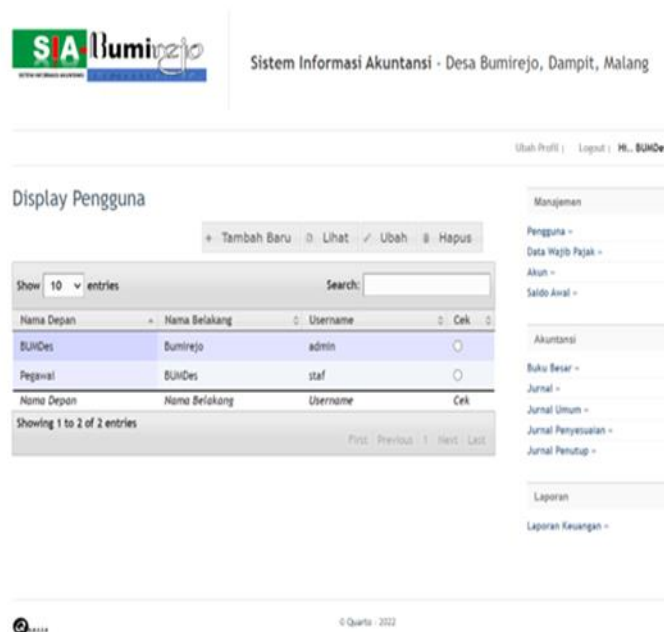 SIA-Bumirejo
SISTEM INFORMASI AKUNTANSI
Sistem Informasi Akuntansi - Desa Bumirejo, Dampit, Malang
Ubah Profil | Logout | Hi.. BUMDe
Display Pengguna
+ Tambah Baru Lihat Ubah Hapus
Show 10 entries Search:
Nama Depan Nama Belakang Username Cek
BUMDes Bumirejo admin
Pegawai BUMDes staf
Nama Depan Nama Belakang Username Cek
Showing 1 to 2 of 2 entries
First Previous 1 Next Last
Manajemen
Pengguna »
Data Wajib Pajak »
Akun »
Saldo Awal »
Akuntansi
Buku Besar »
Jurnal »
Jurnal Umum »
Jurnal Penyesuaian »
Jurnal Penutup »
Laporan
Laporan Keuangan »
© Quarto - 2022